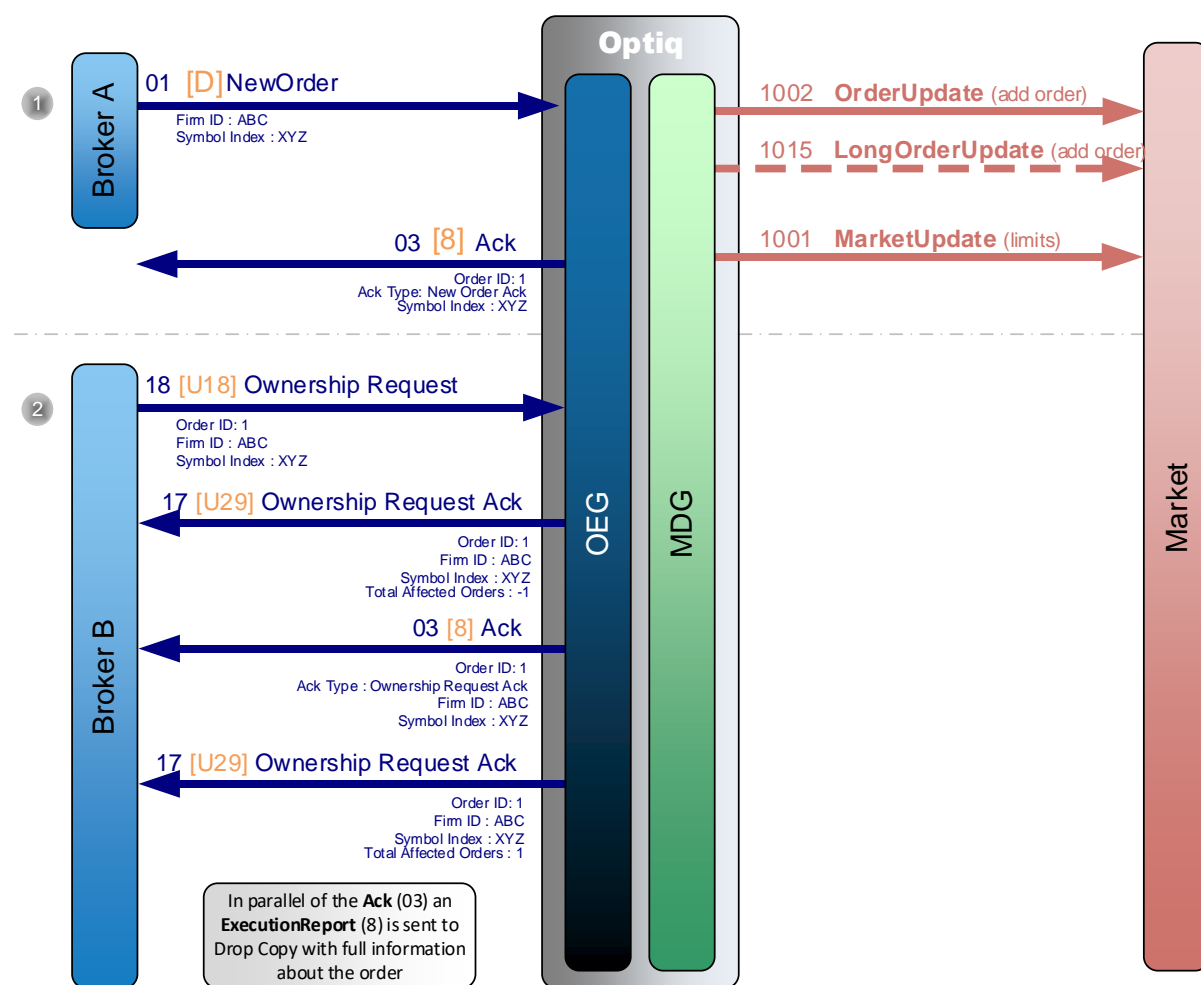 Optiq
1
Broker A
01 [D]NewOrder
Firm ID : ABC
Symbol Index : XYZ
1002 OrderUpdate (add order)
1015 LongOrderUpdate (add order)
03 [8] Ack
Order ID: 1
Ack Type: New Order Ack
Symbol Index : XYZ
1001 MarketUpdate (limits)
OEG
MDG
Market
2
Broker B
18 [U18] Ownership Request
Order ID: 1
Firm ID : ABC
Symbol Index : XYZ
17 [U29] Ownership Request Ack
Order ID: 1
Firm ID : ABC
Symbol Index : XYZ
Total Affected Orders : -1
03 [8] Ack
Order ID: 1
Ack Type : Ownership Request Ack
Firm ID : ABC
Symbol Index : XYZ
17 [U29] Ownership Request Ack
Order ID: 1
Firm ID : ABC
Symbol Index : XYZ
Total Affected Orders : 1
In parallel of the Ack (03) an
ExecutionReport (8) is sent to
Drop Copy with full information
about the order